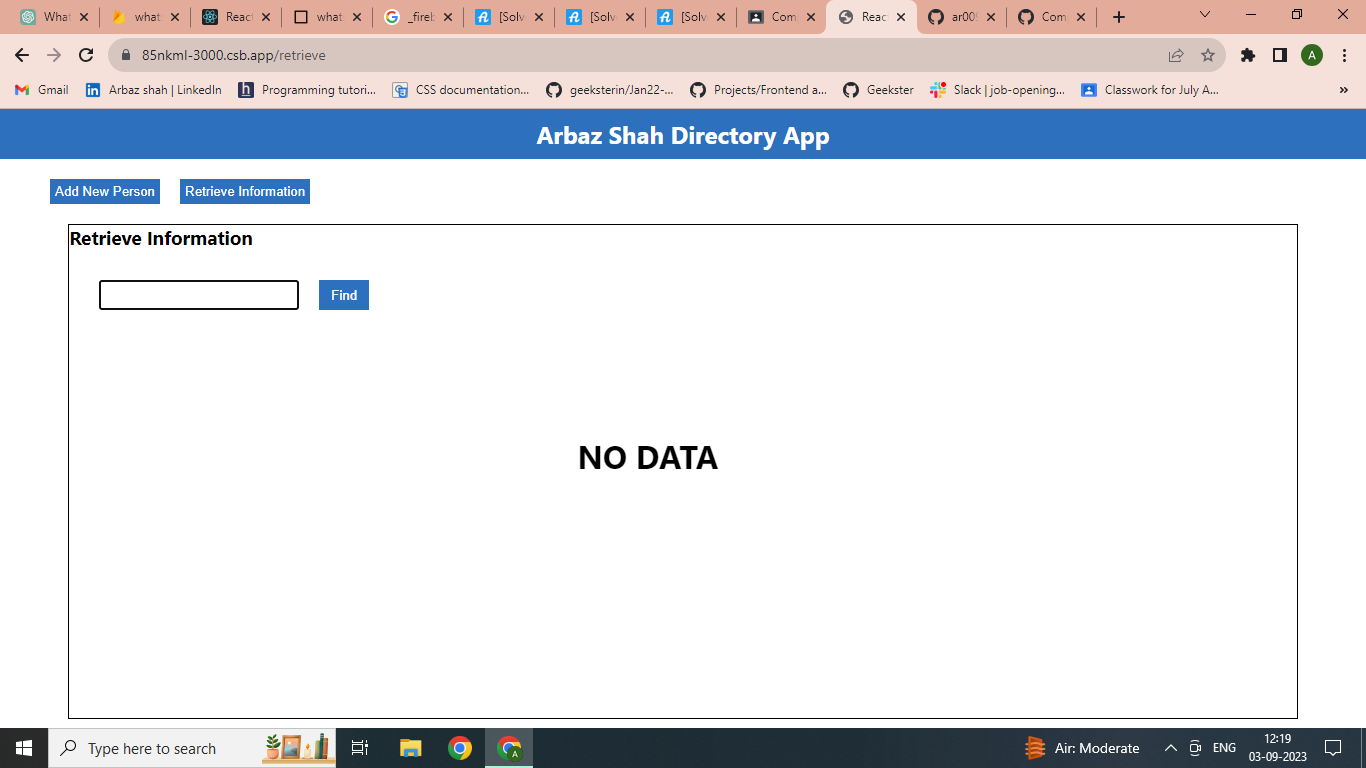 What
what
React
what
_fireb
[Solv
[Solv
[Solv
Com
Reac
ar009
Com
85nkml-3000.csb.app/retrieve
A
Gmail
Arbaz shah | LinkedIn
Programming tutori...
CSS documentation...
geeksterin/Jan22-...
Projects/Frontend a...
Geekster
Slack | job-opening...
Classwork for July A...
»
Arbaz Shah Directory App
Add New Person
Retrieve Information
Retrieve Information
Find
NO DATA
Type here to search
Air: Moderate
ENG
12:19
03-09-2023